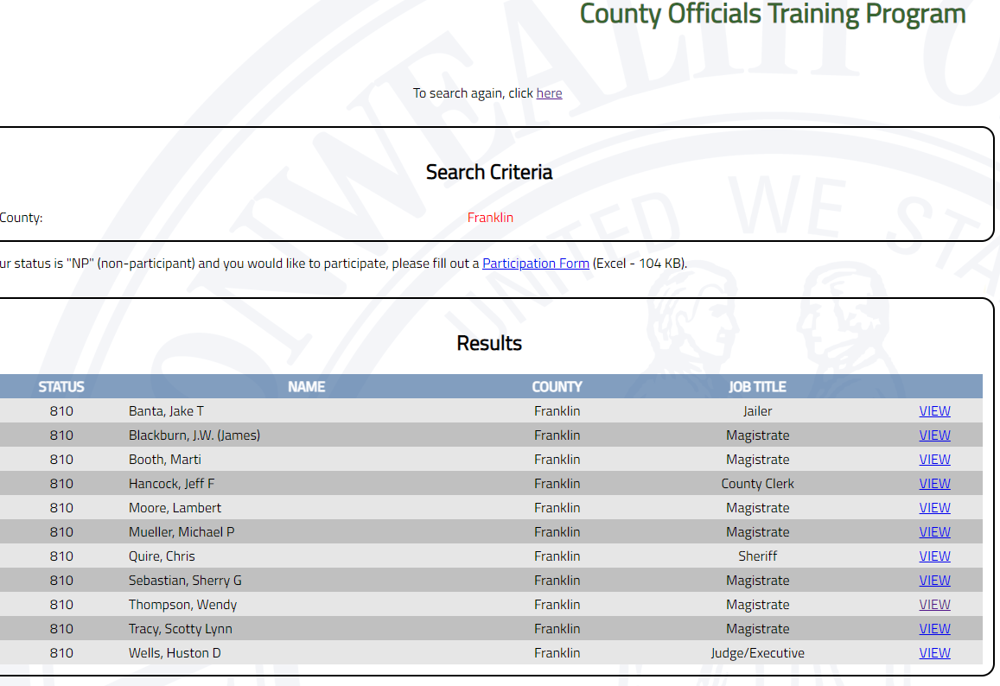 County Officials Training Program
To search again, click here
Search Criteria
County: Franklin
ur status is "NP" (non-participant) and you would like to participate, please fill out a Participation Form (Excel - 104 KB).
Results
STATUS NAME COUNTY JOB TITLE
810 Banta, Jake T Franklin Jailer VIEW
810 Blackburn, J.W. (James) Franklin Magistrate VIEW
810 Booth, Marti Franklin Magistrate VIEW
810 Hancock, Jeff F Franklin County Clerk VIEW
810 Moore, Lambert Franklin Magistrate VIEW
810 Mueller, Michael P Franklin Magistrate VIEW
810 Quire, Chris Franklin Sheriff VIEW
810 Sebastian, Sherry G Franklin Magistrate VIEW
810 Thompson, Wendy Franklin Magistrate VIEW
810 Tracy, Scotty Lynn Franklin Magistrate VIEW
810 Wells, Huston D Franklin Judge/Executive VIEW
UNITED WE STA